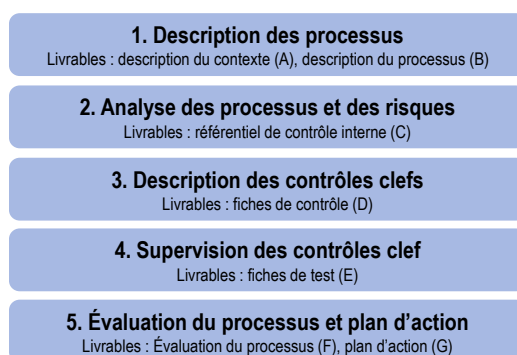 1. Description des processus
Livrables : description du contexte (A), description du processus (B)
2. Analyse des processus et des risques
Livrables : référentiel de contrôle interne (C)
3. Description des contrôles clefs
Livrables : fiches de contrôle (D)
4. Supervision des contrôles clef
Livrables : fiches de test (E)
5. Évaluation du processus et plan d'action
Livrables : Évaluation du processus (F), plan d'action (G)